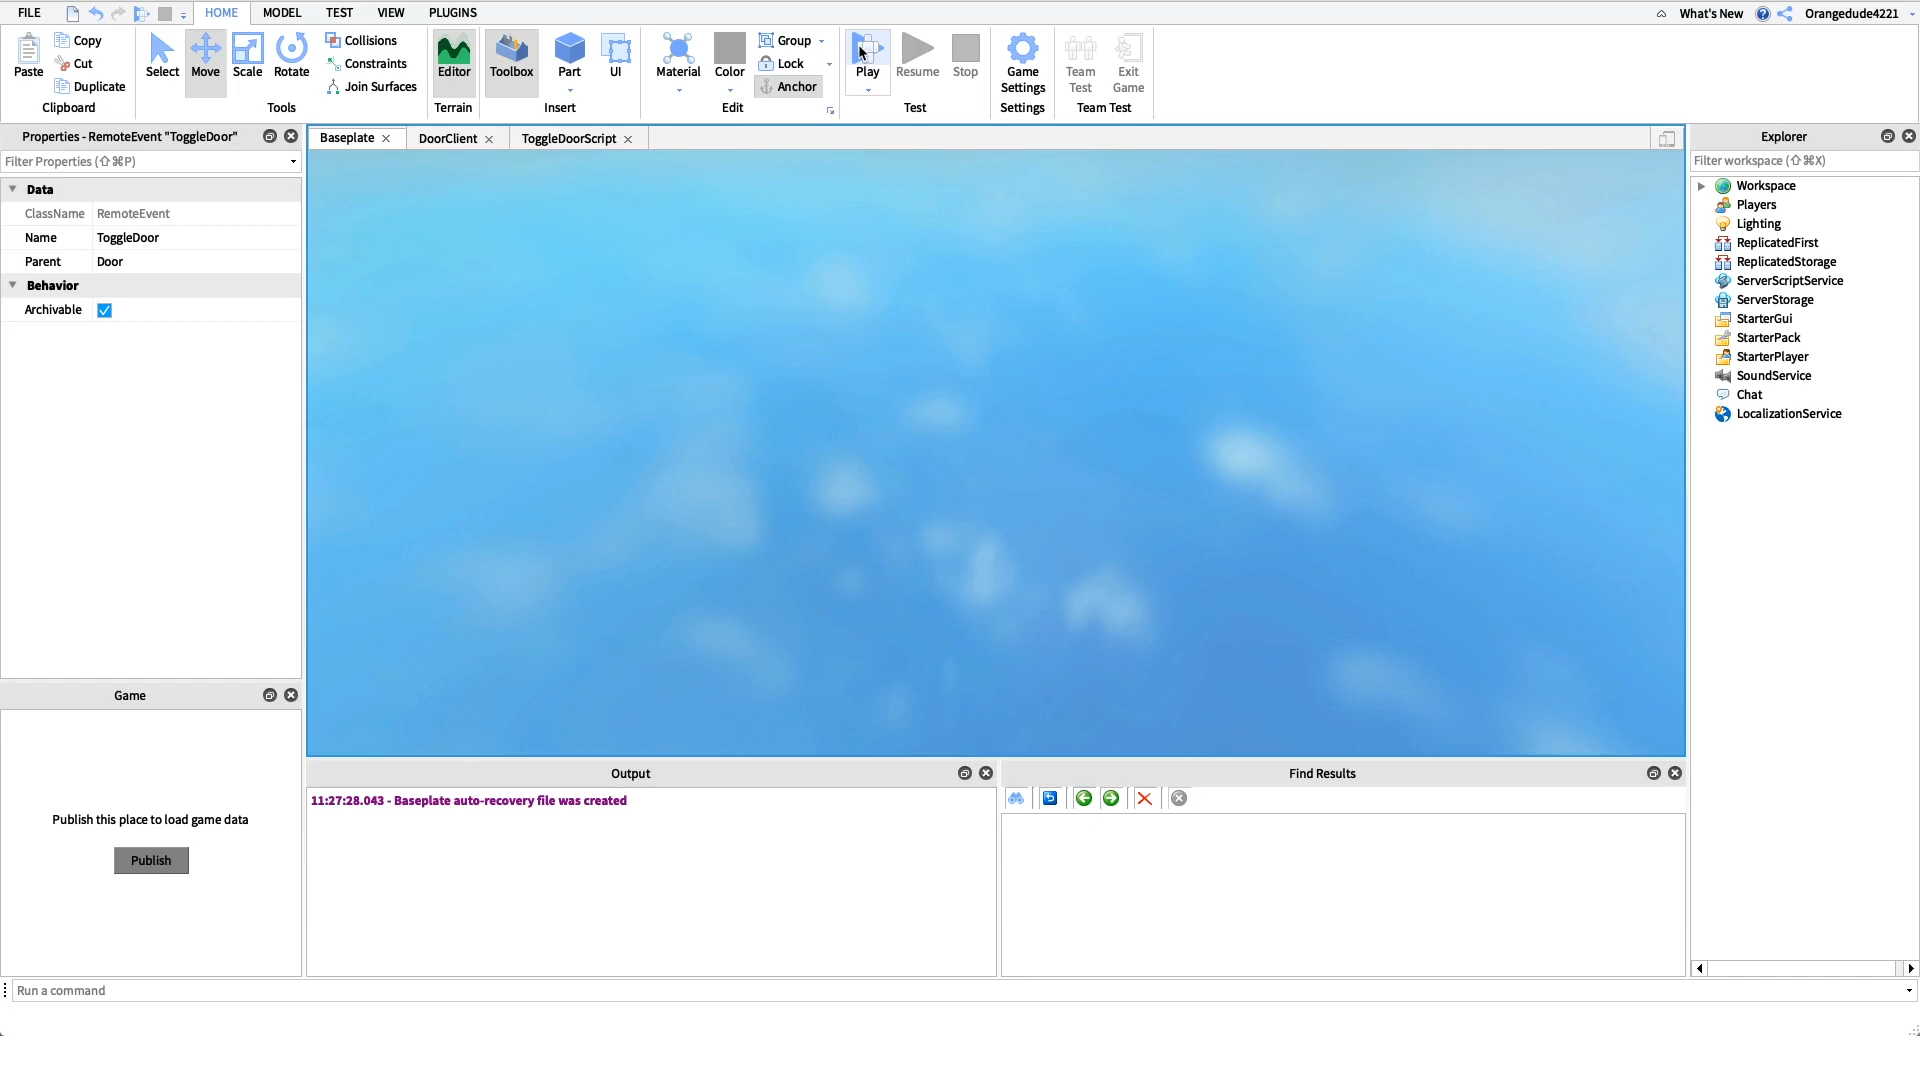 FILE HOME MODEL TEST VIEW PLUGINS What's New Orangedude4221
Paste Copy Cut Duplicate Clipboard
Select Move Scale Rotate Collisions Constraints Join Surfaces Tools
Editor Terrain
Toolbox Part UI Insert
Material Color Group Lock Anchor Edit
Play Resume Stop Test
Game Settings Settings
Team Test Exit Game Team Test
Properties - RemoteEvent "ToggleDoor"
Filter Properties (⇧⌘P)
Data
ClassName RemoteEvent
Name ToggleDoor
Parent Door
Behavior
Archivable
Game
Publish this place to load game data
Publish
Baseplate DoorClient ToggleDoorScript
Output
11:27:28.043 - Baseplate auto-recovery file was created
Find Results
Explorer
Filter workspace (⇧⌘X)
Workspace
Players
Lighting
ReplicatedFirst
ReplicatedStorage
ServerScriptService
ServerStorage
StarterGui
StarterPack
StarterPlayer
SoundService
Chat
LocalizationService
Run a command